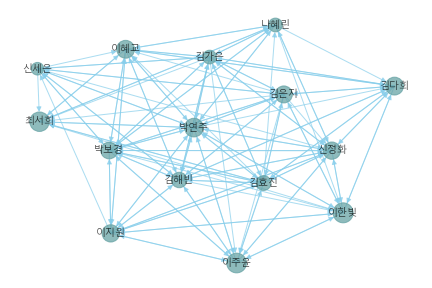 나혜린
이혜교
김가은
신세은
김다희
김은지
최서희
박연주
박보경
신정화
김해빈
김효진
이한빛
이지원
이주윤